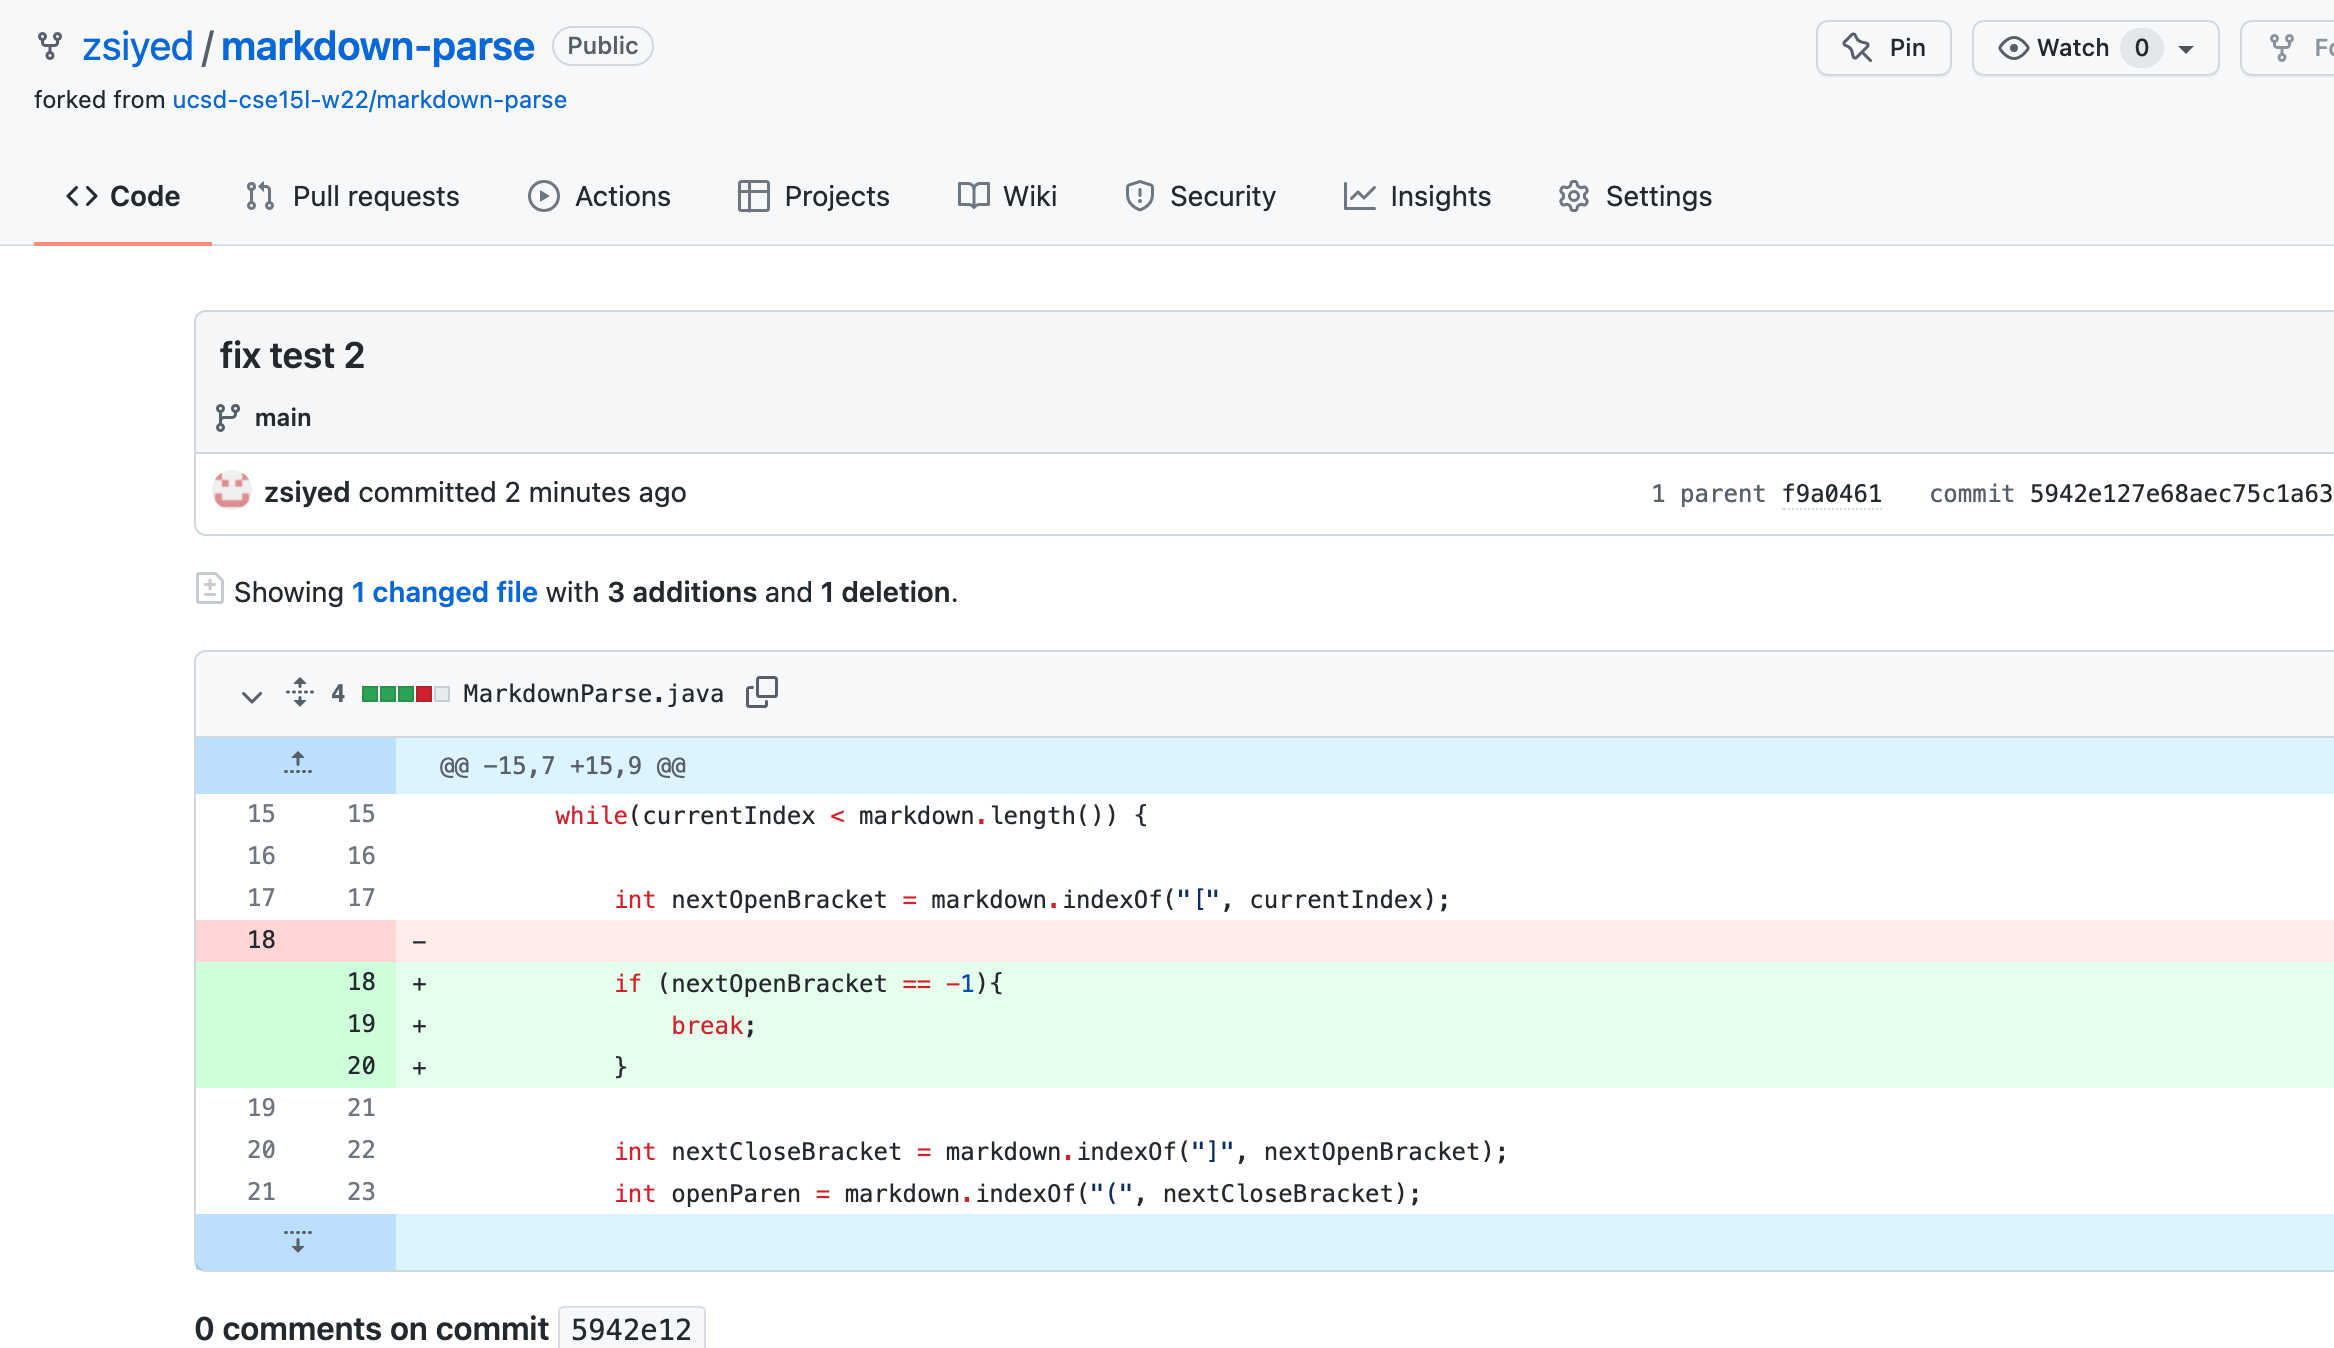 zsiyed / markdown-parse Public Pin Watch 0
forked from ucsd-cse15l-w22/markdown-parse
Code Pull requests Actions Projects Wiki Security Insights Settings
fix test 2
main
zsiyed committed 2 minutes ago 1 parent f9a0461 commit 5942e127e68aec75c1a63
Showing 1 changed file with 3 additions and 1 deletion.
4 MarkdownParse.java
@@ -15,7 +15,9 @@
15 15 while(currentIndex < markdown.length()) {
16 16
17 17 int nextOpenBracket = markdown.indexOf("[", currentIndex);
18 -
18 + if (nextOpenBracket == -1){
19 + break;
20 + }
19 21
20 22 int nextCloseBracket = markdown.indexOf("]", nextOpenBracket);
21 23 int openParen = markdown.indexOf("(", nextCloseBracket);
0 comments on commit 5942e12